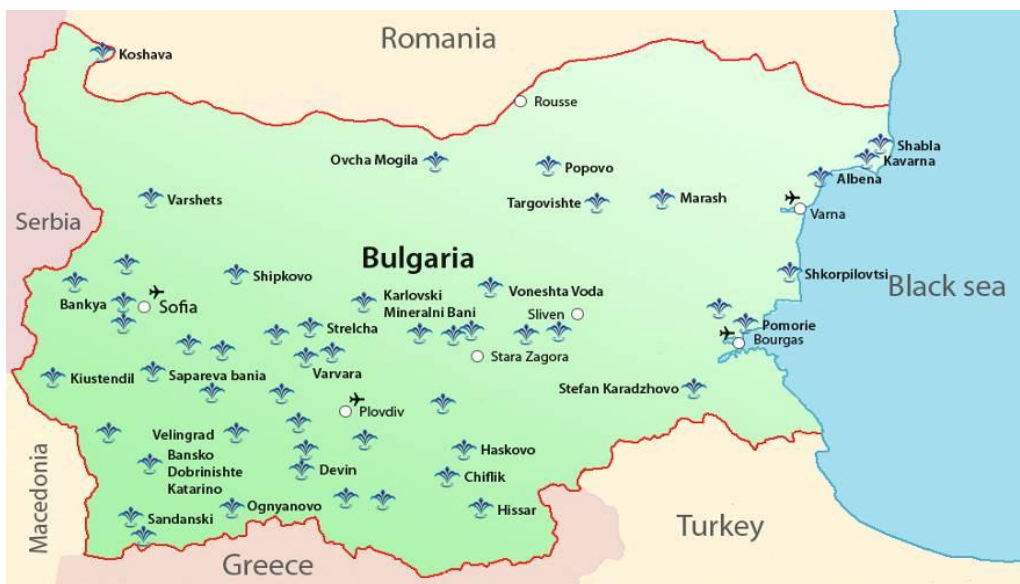 Romania
Koshava
Rousse
Ovcha Mogila
Popovo
Shabla
Kavarna
Albena
Varshets
Targovishte
Marash
Varna
Serbia
Bulgaria
Shipkovo
Shkorpilovtsi
Black sea
Bankya
Sofia
Karlovski
Mineralni Bani
Voneshta Voda
Sliven
Strelcha
Pomorie
Bourgas
Stara Zagora
Kiustendil
Sapareva bania
Varvara
Stefan Karadzhovo
Plovdiv
Velingrad
Bansko
Dobrinishte
Katarino
Devin
Haskovo
Chiflik
Macedonia
Sandanski
Ognyanovo
Hissar
Turkey
Greece